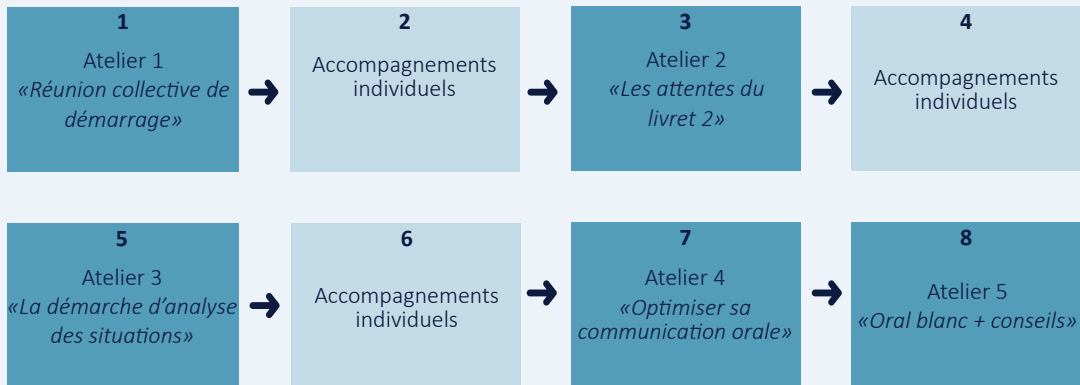 1
Atelier 1
«Réunion collective de
démarrage»
2
Accompagnements
individuels
3
Atelier 2
«Les attentes du
livret 2»
4
Accompagnements
individuels
5
Atelier 3
«La démarche d’analyse
des situations»
6
Accompagnements
individuels
7
Atelier 4
«Optimiser sa
communication orale»
8
Atelier 5
«Oral blanc + conseils»